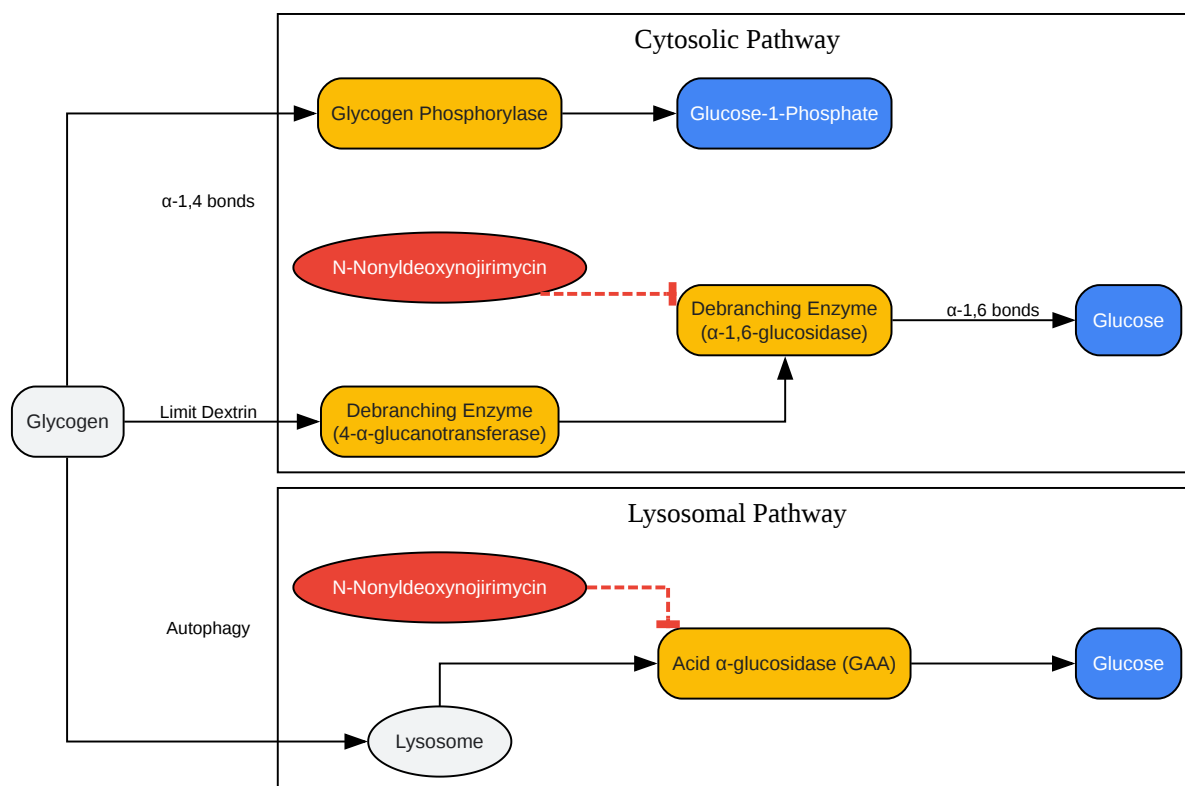 Cytosolic Pathway
Glycogen Phosphorylase
Glucose-1-Phosphate
α-1,4 bonds
N-Nonyldeoxynojirimycin
Debranching Enzyme
(α-1,6-glucosidase)
α-1,6 bonds
Glucose
Glycogen
Limit Dextrin
Debranching Enzyme
(4-α-glucanotransferase)
Lysosomal Pathway
N-Nonyldeoxynojirimycin
Autophagy
Acid α-glucosidase (GAA)
Glucose
Lysosome